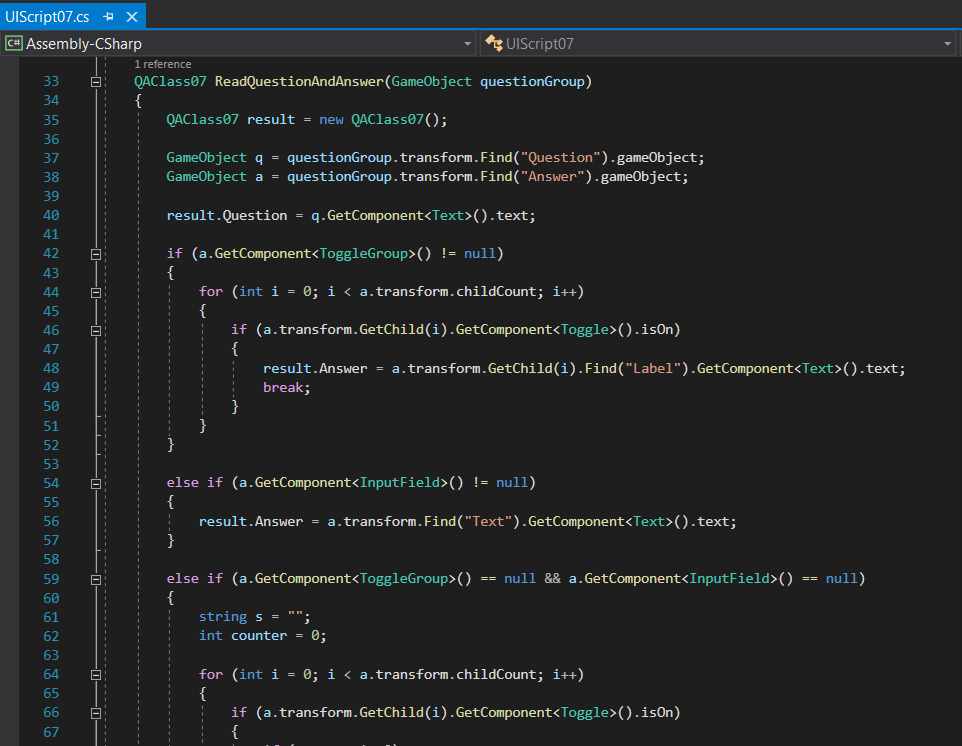 UIScript07.cs
C# Assembly-CSharp UIScript07
1 reference
33 QAClass07 ReadQuestionAndAnswer(GameObject questionGroup)
34 {
35 QAClass07 result = new QAClass07();
36
37 GameObject q = questionGroup.transform.Find("Question").gameObject;
38 GameObject a = questionGroup.transform.Find("Answer").gameObject;
39
40 result.Question = q.GetComponent<Text>().text;
41
42 if (a.GetComponent<ToggleGroup>() != null)
43 {
44 for (int i = 0; i < a.transform.childCount; i++)
45 {
46 if (a.transform.GetChild(i).GetComponent<Toggle>().isOn)
47 {
48 result.Answer = a.transform.GetChild(i).Find("Label").GetComponent<Text>().text;
49 break;
50 }
51 }
52 }
53
54 else if (a.GetComponent<InputField>() != null)
55 {
56 result.Answer = a.transform.Find("Text").GetComponent<Text>().text;
57 }
58
59 else if (a.GetComponent<ToggleGroup>() == null && a.GetComponent<InputField>() == null)
60 {
61 string s = "";
62 int counter = 0;
63
64 for (int i = 0; i < a.transform.childCount; i++)
65 {
66 if (a.transform.GetChild(i).GetComponent<Toggle>().isOn)
67 {